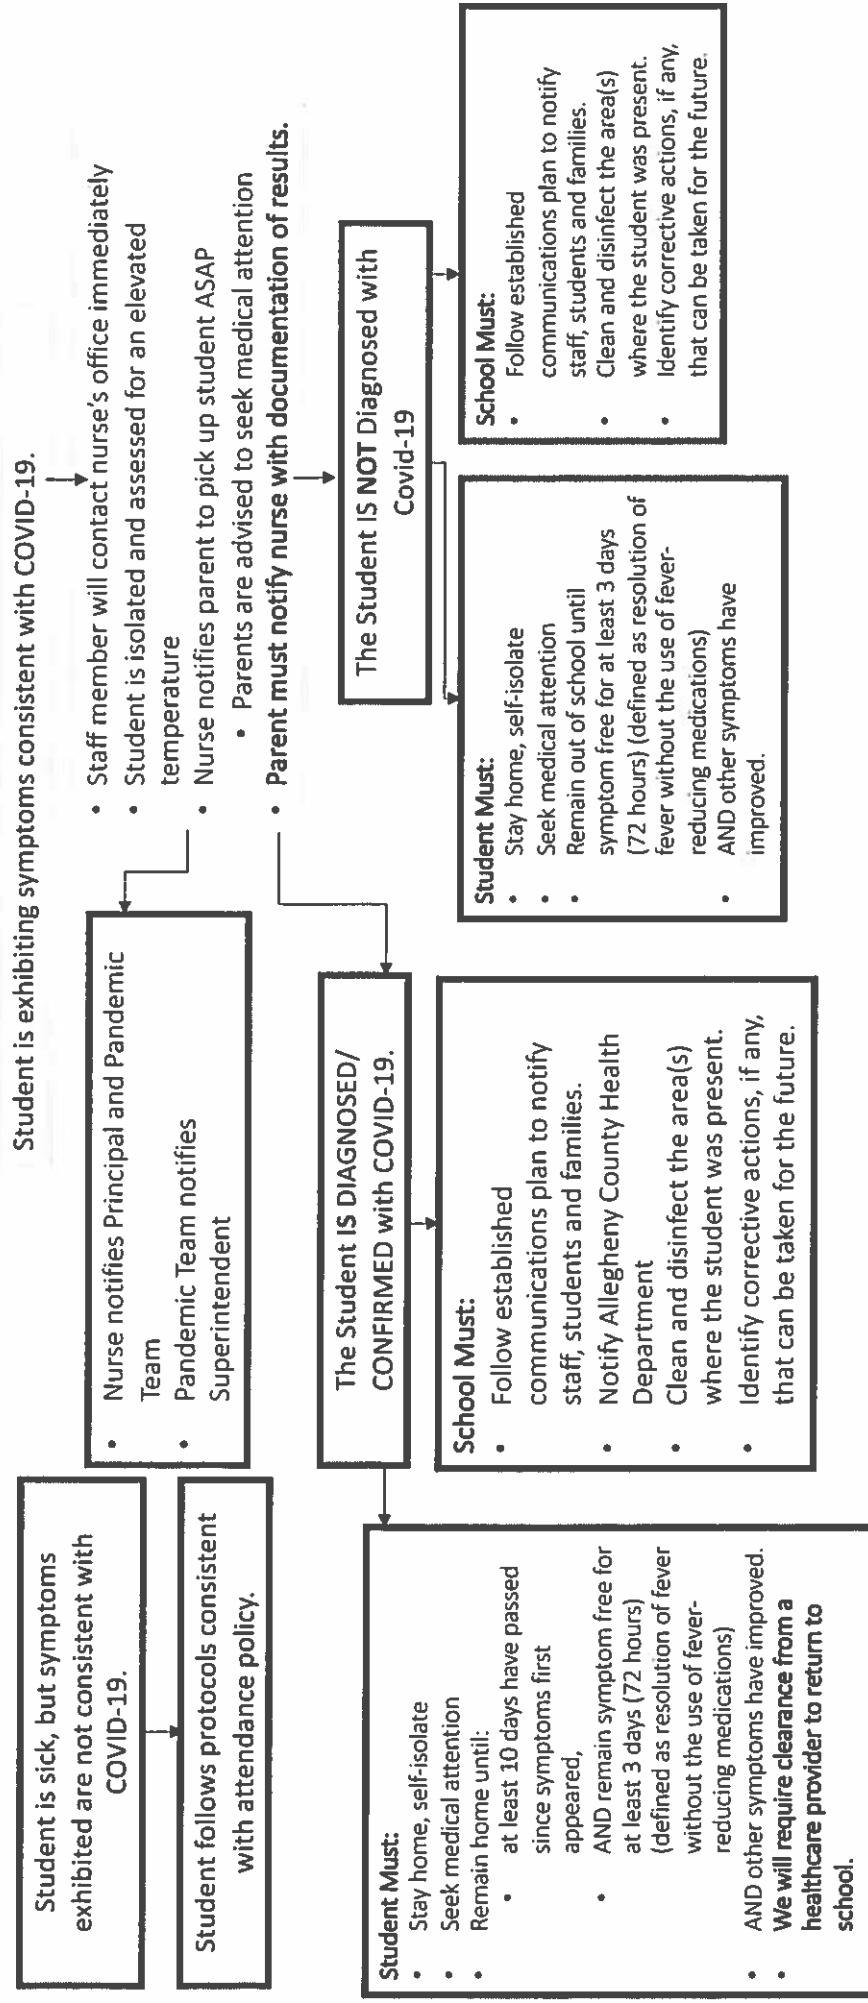 Student is sick, but symptoms
exhibited are not consistent with
COVID-19.
Student follows protocols consistent
with attendance policy.
Student is exhibiting symptoms consistent with COVID-19.
• Staff member will contact nurse's office immediately
• Student is isolated and assessed for an elevated
temperature
• Nurse notifies parent to pick up student ASAP
• Parents are advised to seek medical attention
• Parent must notify nurse with documentation of results.
• Nurse notifies Principal and Pandemic
Team
• Pandemic Team notifies
Superintendent
The Student IS DIAGNOSED/
CONFIRMED with COVID-19.
Student Must:
• Stay home, self-isolate
• Seek medical attention
• Remain home until:
• at least 10 days have passed
since symptoms first
appeared,
• AND remain symptom free for
at least 3 days (72 hours)
(defined as resolution of fever
without the use of fever-
reducing medications)
• AND other symptoms have improved.
• We will require clearance from a
healthcare provider to return to
school.
School Must:
• Follow established
communications plan to notify
staff, students and families.
• Notify Allegheny County Health
Department
• Clean and disinfect the area(s)
where the student was present.
• Identify corrective actions, if any,
that can be taken for the future.
The Student IS NOT Diagnosed with
Covid-19
Student Must:
• Stay home, self-isolate
• Seek medical attention
• Remain out of school until
symptom free for at least 3 days
(72 hours) (defined as resolution of
fever without the use of fever-
reducing medications)
• AND other symptoms have
improved.
School Must:
• Follow established
communications plan to notify
staff, students and families.
• Clean and disinfect the area(s)
where the student was present.
• Identify corrective actions, if any,
that can be taken for the future.